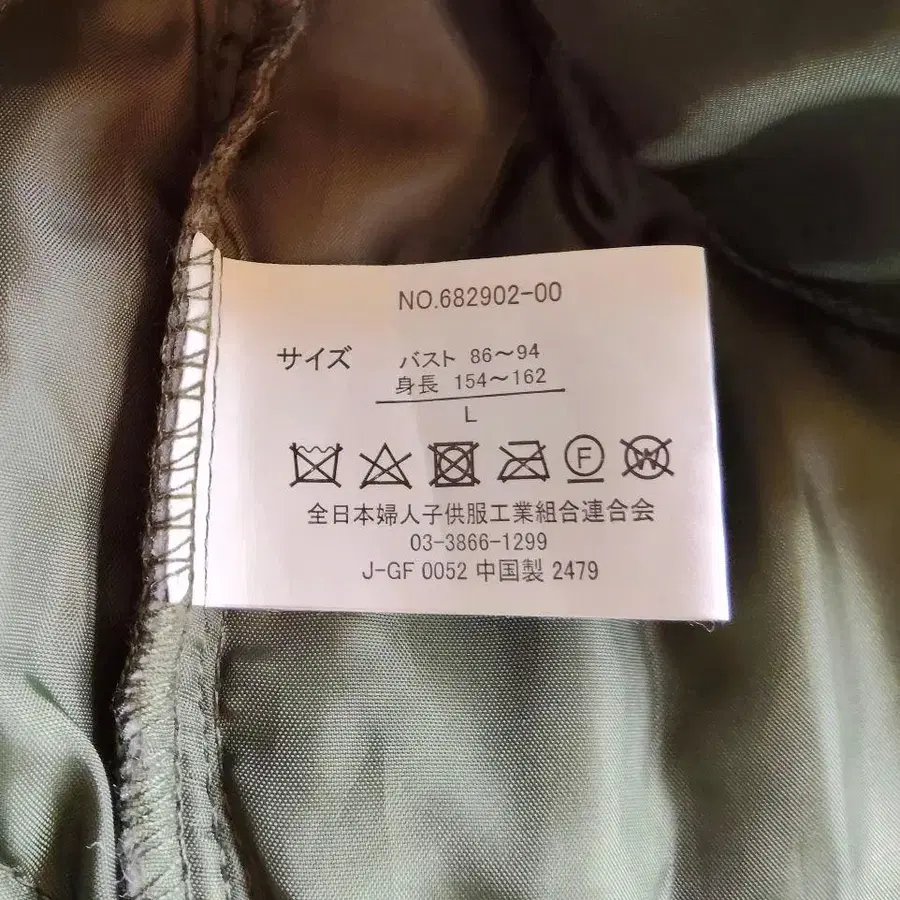 NO.682902-00
サイズ バスト 86～94
身長 154～162
L
F W
全日本婦人子供服工業組合連合会
03-3866-1299
J-GF 0052 中国製 2479